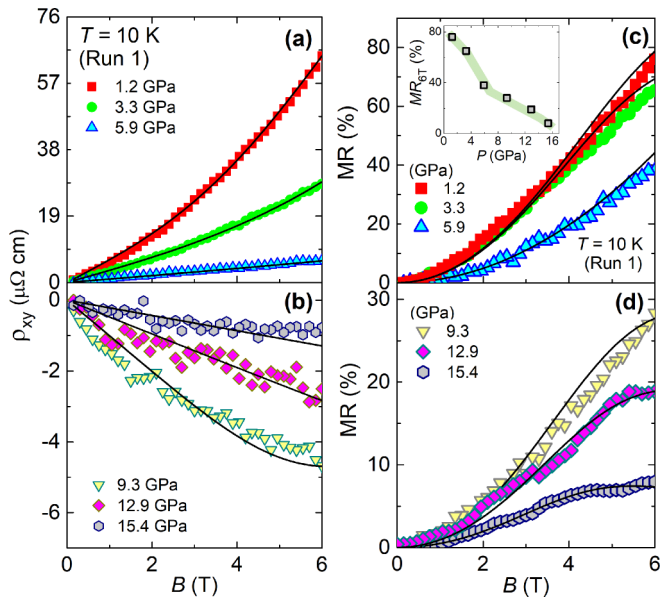 76
57
38
19
0
T = 10 K
(Run 1)
1.2 GPa
3.3 GPa
5.9 GPa
(a)
ρxy (μΩ cm)
0
-2
-4
-6
(b)
9.3 GPa
12.9 GPa
15.4 GPa
0 2 4 6
B (T)
80
60
40
20
0
MR (%)
(c)
MR6T (%)
80
40
0
0 4 8 12 16
P (GPa)
(GPa)
1.2
3.3
5.9
T = 10 K
(Run 1)
30
20
10
0
MR (%)
(d)
(GPa)
9.3
12.9
15.4
0 2 4 6
B (T)